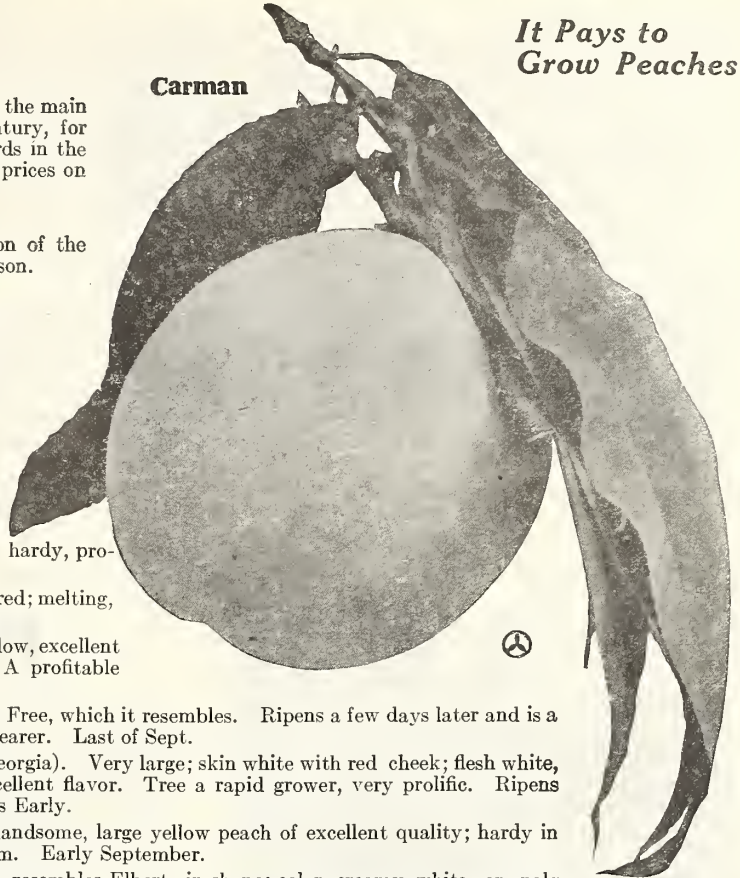 It Pays to
Grow Peaches
Carman
the main
tury, for
rds in the
prices on
on of the
son.
hardy, pro-
red; melting,
low, excellent
A profitable
Free, which it resembles. Ripens a few days later and is a
earer. Last of Sept.
eorgia). Very large; skin white with red cheek; flesh white,
cellent flavor. Tree a rapid grower, very prolific. Ripens
s Early.
andsome, large yellow peach of excellent quality; hardy in
m. Early September.